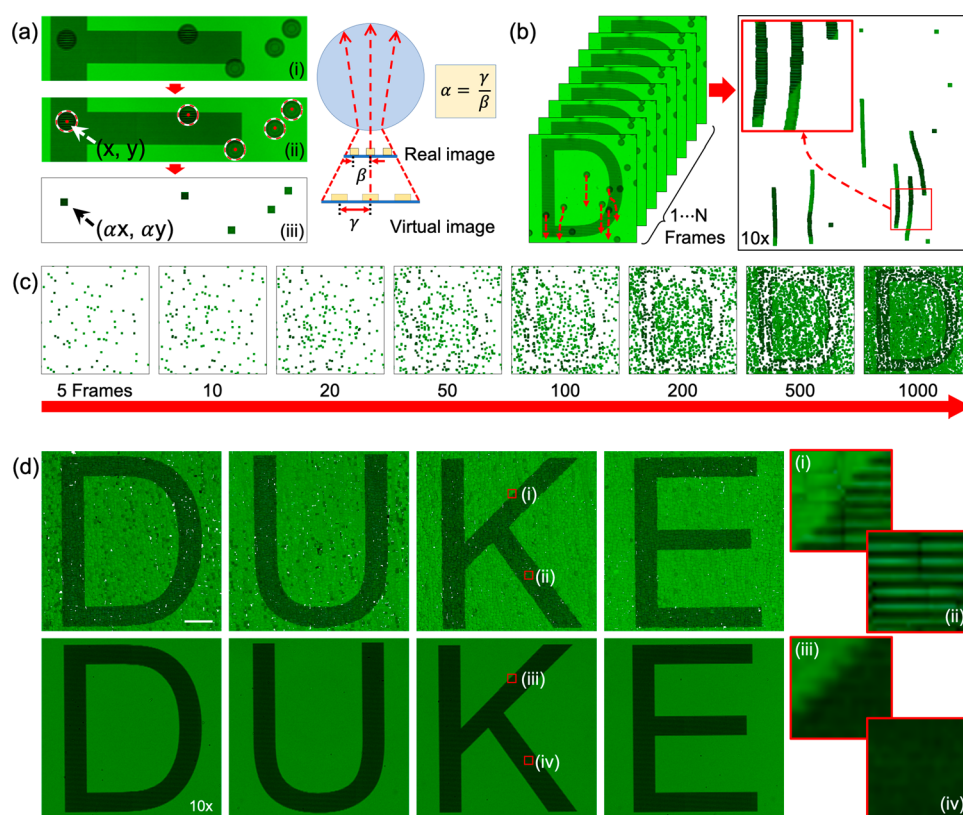 (a)
(i)
(x, y)
(ii)
(αx, αy)
(iii)
α = γ/β
Real image
β
γ
Virtual image
(b)
1···N
Frames
10x
(c)
5 Frames 10 20 50 100 200 500 1000
(d)
D U K E
(i)
(ii)
(i)
(ii)
D U K E
10x
(iii)
(iv)
(iii)
(iv)